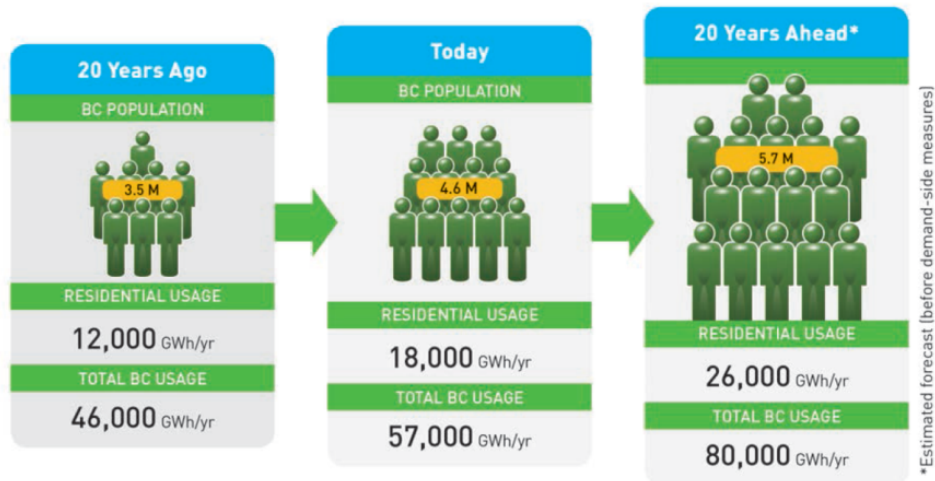 20 Years Ago
BC POPULATION
3.5 M
RESIDENTIAL USAGE
12,000 GWh/yr
TOTAL BC USAGE
46,000 GWh/yr
Today
BC POPULATION
4.6 M
RESIDENTIAL USAGE
18,000 GWh/yr
TOTAL BC USAGE
57,000 GWh/yr
20 Years Ahead*
5.7 M
RESIDENTIAL USAGE
26,000 GWh/yr
TOTAL BC USAGE
80,000 GWh/yr
*Estimated forecast (before demand-side measures)